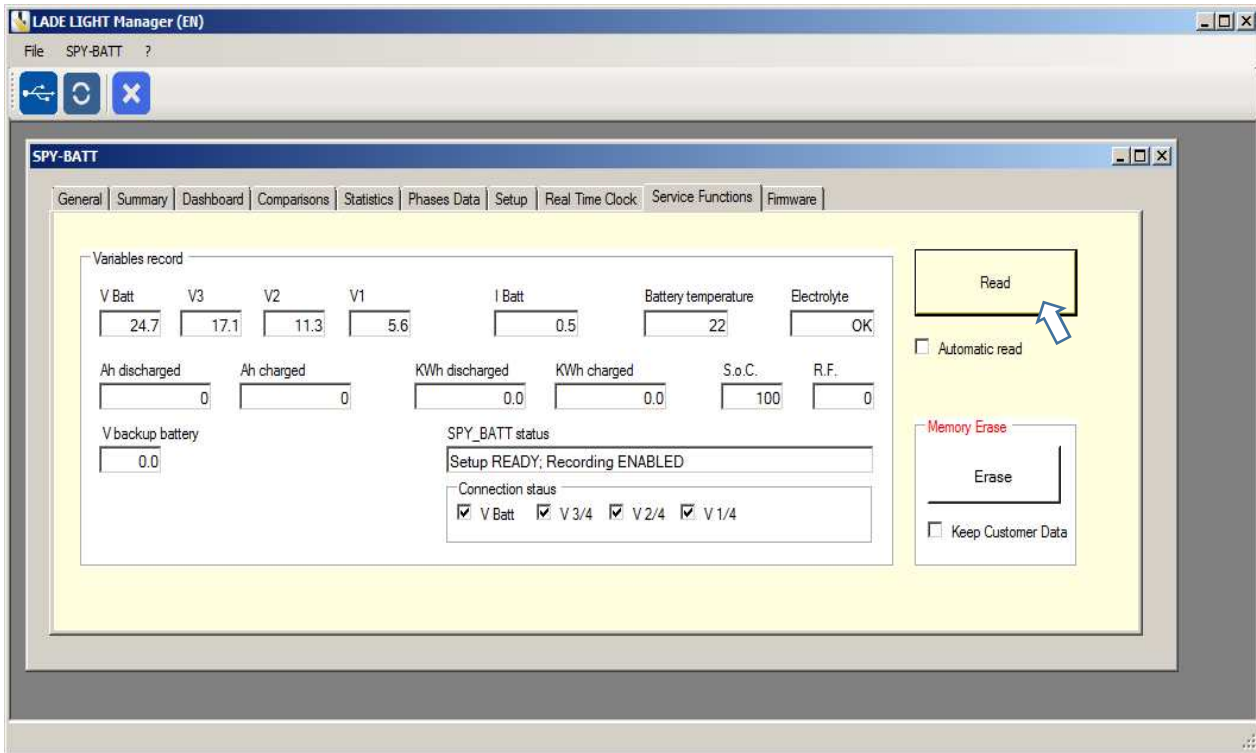 LADE LIGHT Manager (EN)
File SPY-BATT ?
SPY-BATT
General Summary Dashboard Comparisons Statistics Phases Data Setup Real Time Clock Service Functions Firmware
Variables record
V Batt V3 V2 V1 I Batt Battery temperature Electrolyte
24.7 17.1 11.3 5.6 0.5 22 OK
Ah discharged Ah charged KWh discharged KWh charged S.o.C. R.F.
0 0 0.0 0.0 100 0
V backup battery SPY_BATT status
0.0 Setup READY; Recording ENABLED
Connection staus
V Batt V 3/4 V 2/4 V 1/4
Read
Automatic read
Memory Erase
Erase
Keep Customer Data